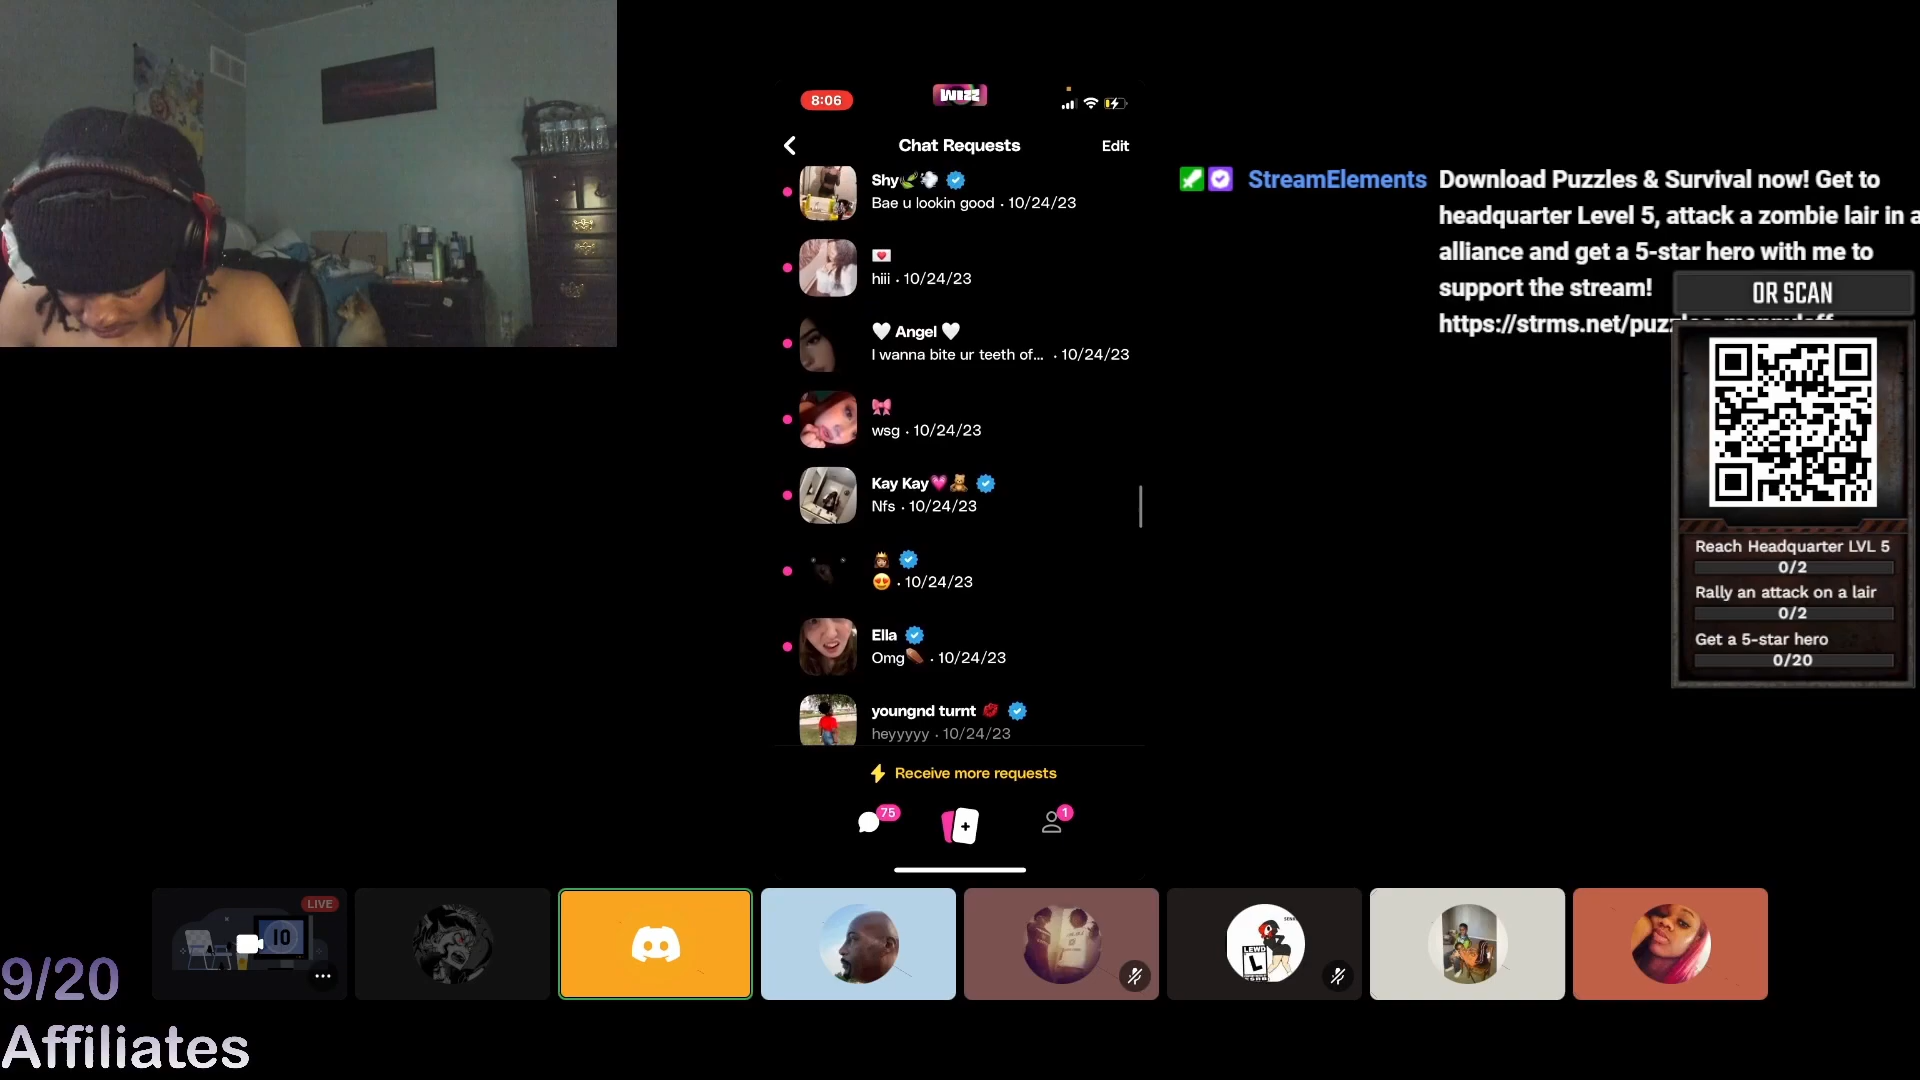 8:06
WIZZ
Chat Requests
Edit
Shy
Bae u lookin good · 10/24/23
hiii · 10/24/23
Angel
I wanna bite ur teeth of... · 10/24/23
wsg · 10/24/23
Kay Kay
Nfs · 10/24/23
· 10/24/23
Ella
Omg · 10/24/23
youngnd turnt
heyyyyy · 10/24/23
Receive more requests
75
1
StreamElements
Download Puzzles & Survival now! Get to
headquarter Level 5, attack a zombie lair in a
alliance and get a 5-star hero with me to
support the stream!
https://strms.net/puzz
OR SCAN
Reach Headquarter LVL 5
0/2
Rally an attack on a lair
0/2
Get a 5-star hero
0/20
LIVE
10
LEWD
L
9/20
Affiliates